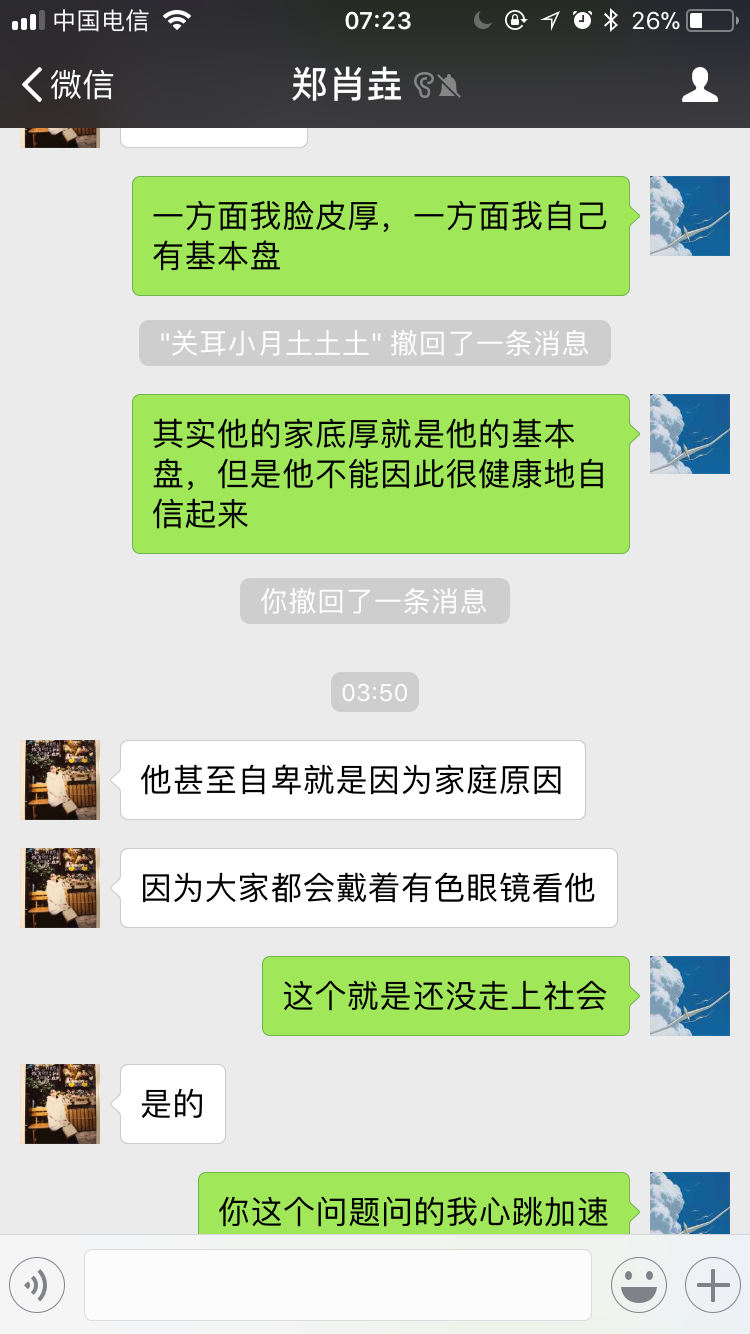 中国电信 07:23 26%
微信 郑肖垚
一方面我脸皮厚，一方面我自己
有基本盘
"关耳小月土土土" 撤回了一条消息
其实他的家底厚就是他的基本
盘，但是他不能因此很健康地自
信起来
你撤回了一条消息
03:50
他甚至自卑就是因为家庭原因
因为大家都会戴着有色眼镜看他
这个就是还没走上社会
是的
你这个问题问的我心跳加速